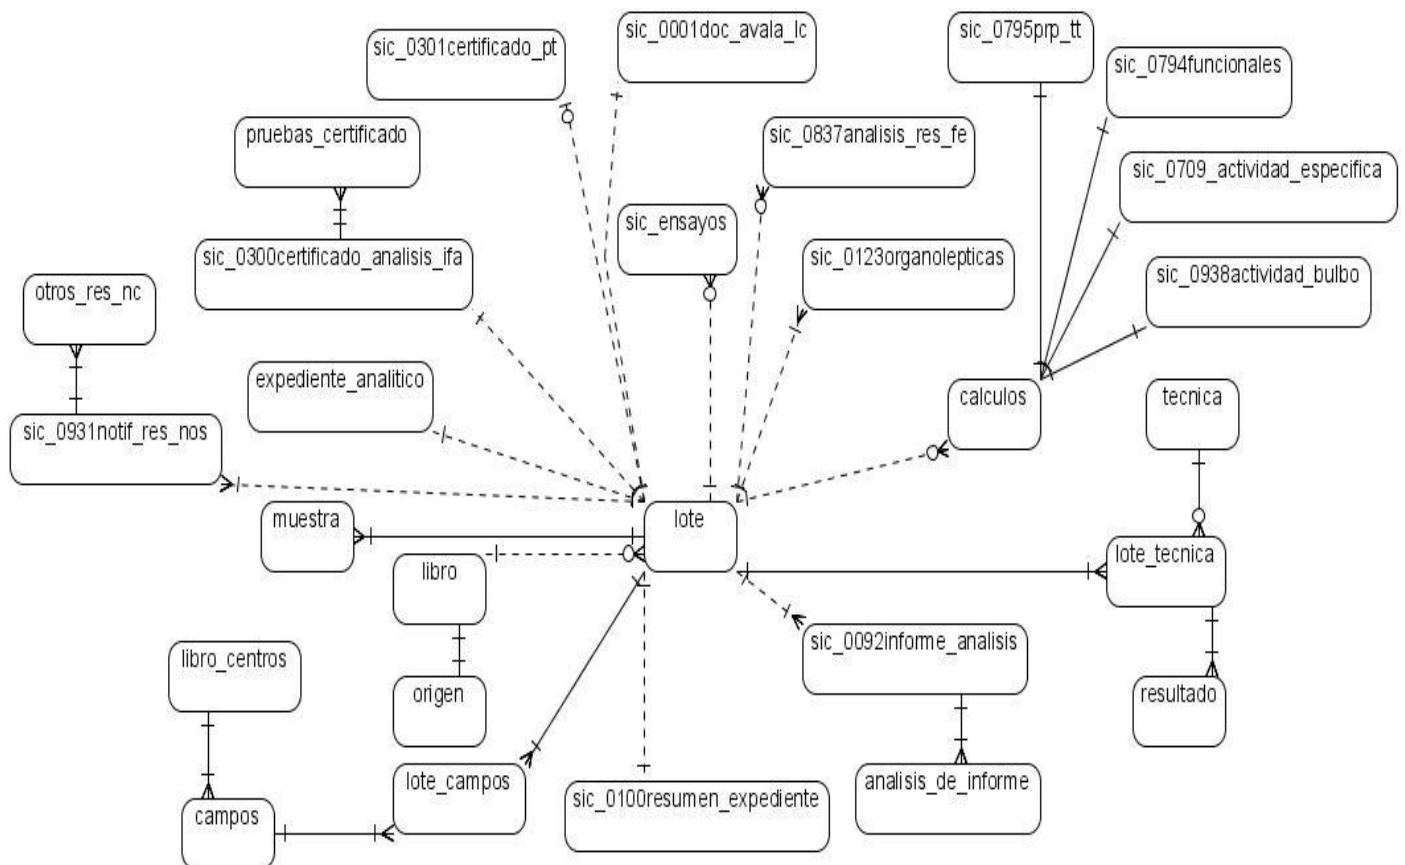 sic_0001doc_avala_lc
sic_0795prp_tt
sic_0301certificado_pt
sic_0794funcionales
pruebas_certificado
sic_0837analisis_res_fe
sic_0709_actividad_especifica
sic_ensayos
sic_0300certificado_analisis_ifa
sic_0123organolepticas
sic_0938actividad_bulbo
otros_res_nc
expediente_analitico
calculos
tecnica
sic_0931notif_res_nos
muestra
lote
lote_tecnica
libro
sic_0092informe_analisis
libro_centros
origen
resultado
lote_campos
analisis_de_informe
sic_0100resumen_expediente
campos